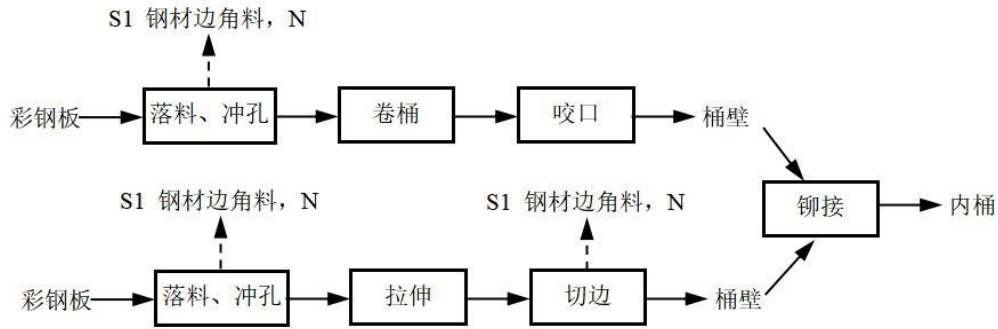 S1 钢材边角料，N
彩钢板 落料、冲孔 卷桶 咬口 桶壁
S1 钢材边角料，N S1 钢材边角料，N 铆接 内桶
彩钢板 落料、冲孔 拉伸 切边 桶壁